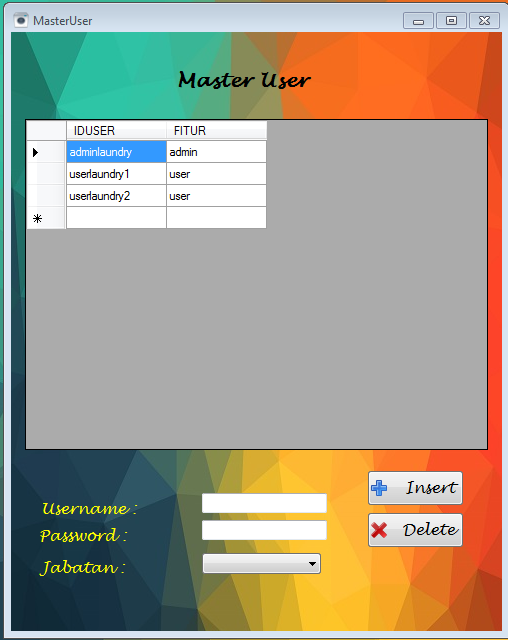 MasterUser
Master User
IDUSER FITUR
adminlaundry admin
userlaundry1 user
userlaundry2 user
Username :
Insert
Password :
Delete
Jabatan :